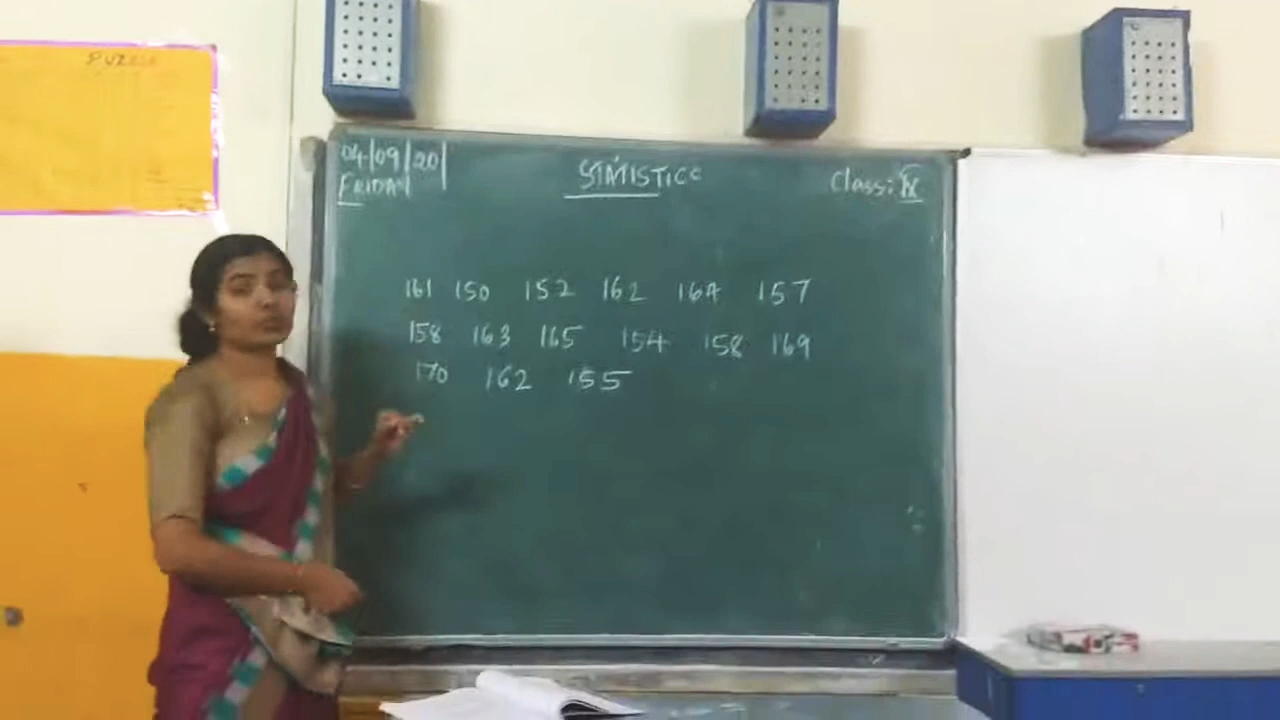 PUZZLE
04/09/20
FRIDAY
STATISTICS
Class: IX
161 150 152 162 164 157
158 163 165 154 158 169
170 162 155